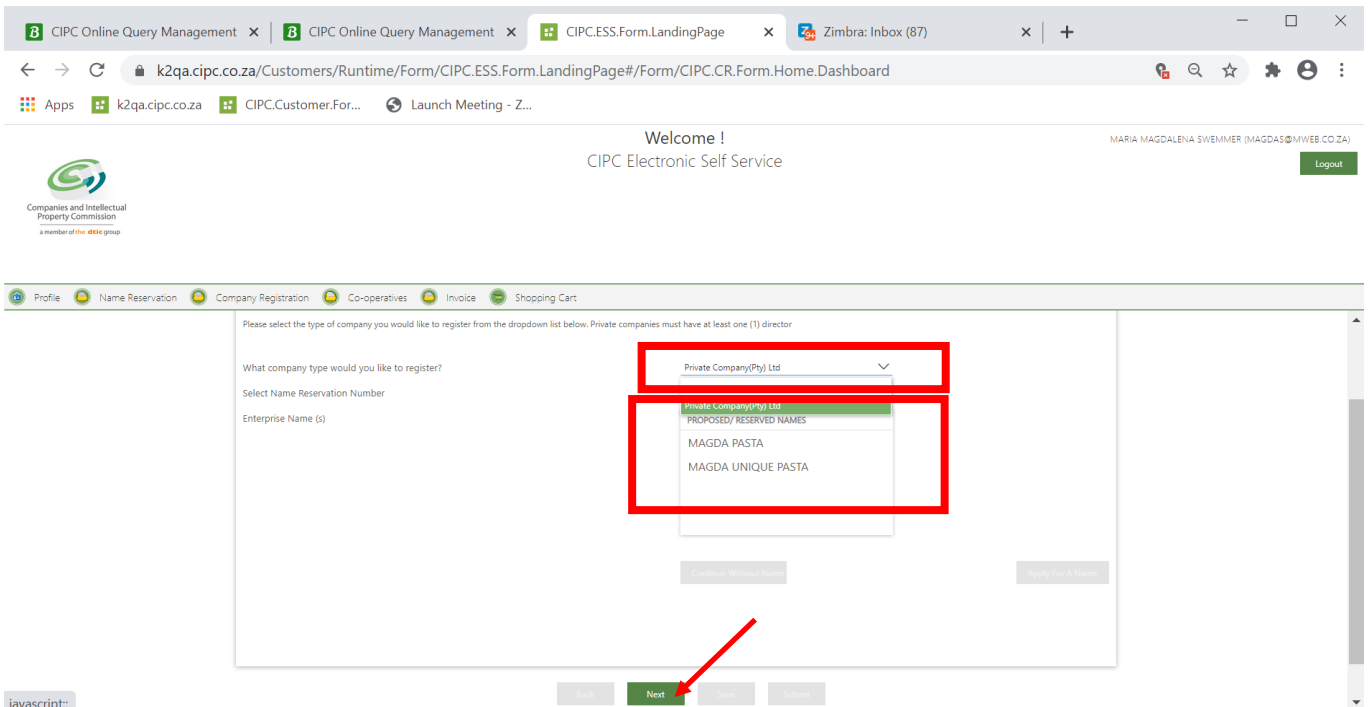 CIPC Online Query Management
CIPC Online Query Management
CIPC.ESS.Form.LandingPage
Zimbra: Inbox (87)
k2qa.cipc.co.za/Customers/Runtime/Form/CIPC.ESS.Form.LandingPage#/Form/CIPC.CR.Form.Home.Dashboard
Apps
k2qa.cipc.co.za
CIPC.Customer.For...
Launch Meeting - Z...
Welcome !
CIPC Electronic Self Service
MARIA MAGDALENA SWEMMER (MAGDAS@MWEB.CO.ZA)
Logout
Companies and Intellectual
Property Commission
a member of the dtic group
Profile
Name Reservation
Company Registration
Co-operatives
Invoice
Shopping Cart
Please select the type of company you would like to register from the dropdown list below. Private companies must have at least one (1) director
What company type would you like to register?
Private Company(Pty) Ltd
Select Name Reservation Number
Private Company(Pty) Ltd
Enterprise Name (s)
PROPOSED/ RESERVED NAMES
MAGDA PASTA
MAGDA UNIQUE PASTA
Continue Without Name
Apply For A Name
Back
Next
Save
Submit
javascript:;